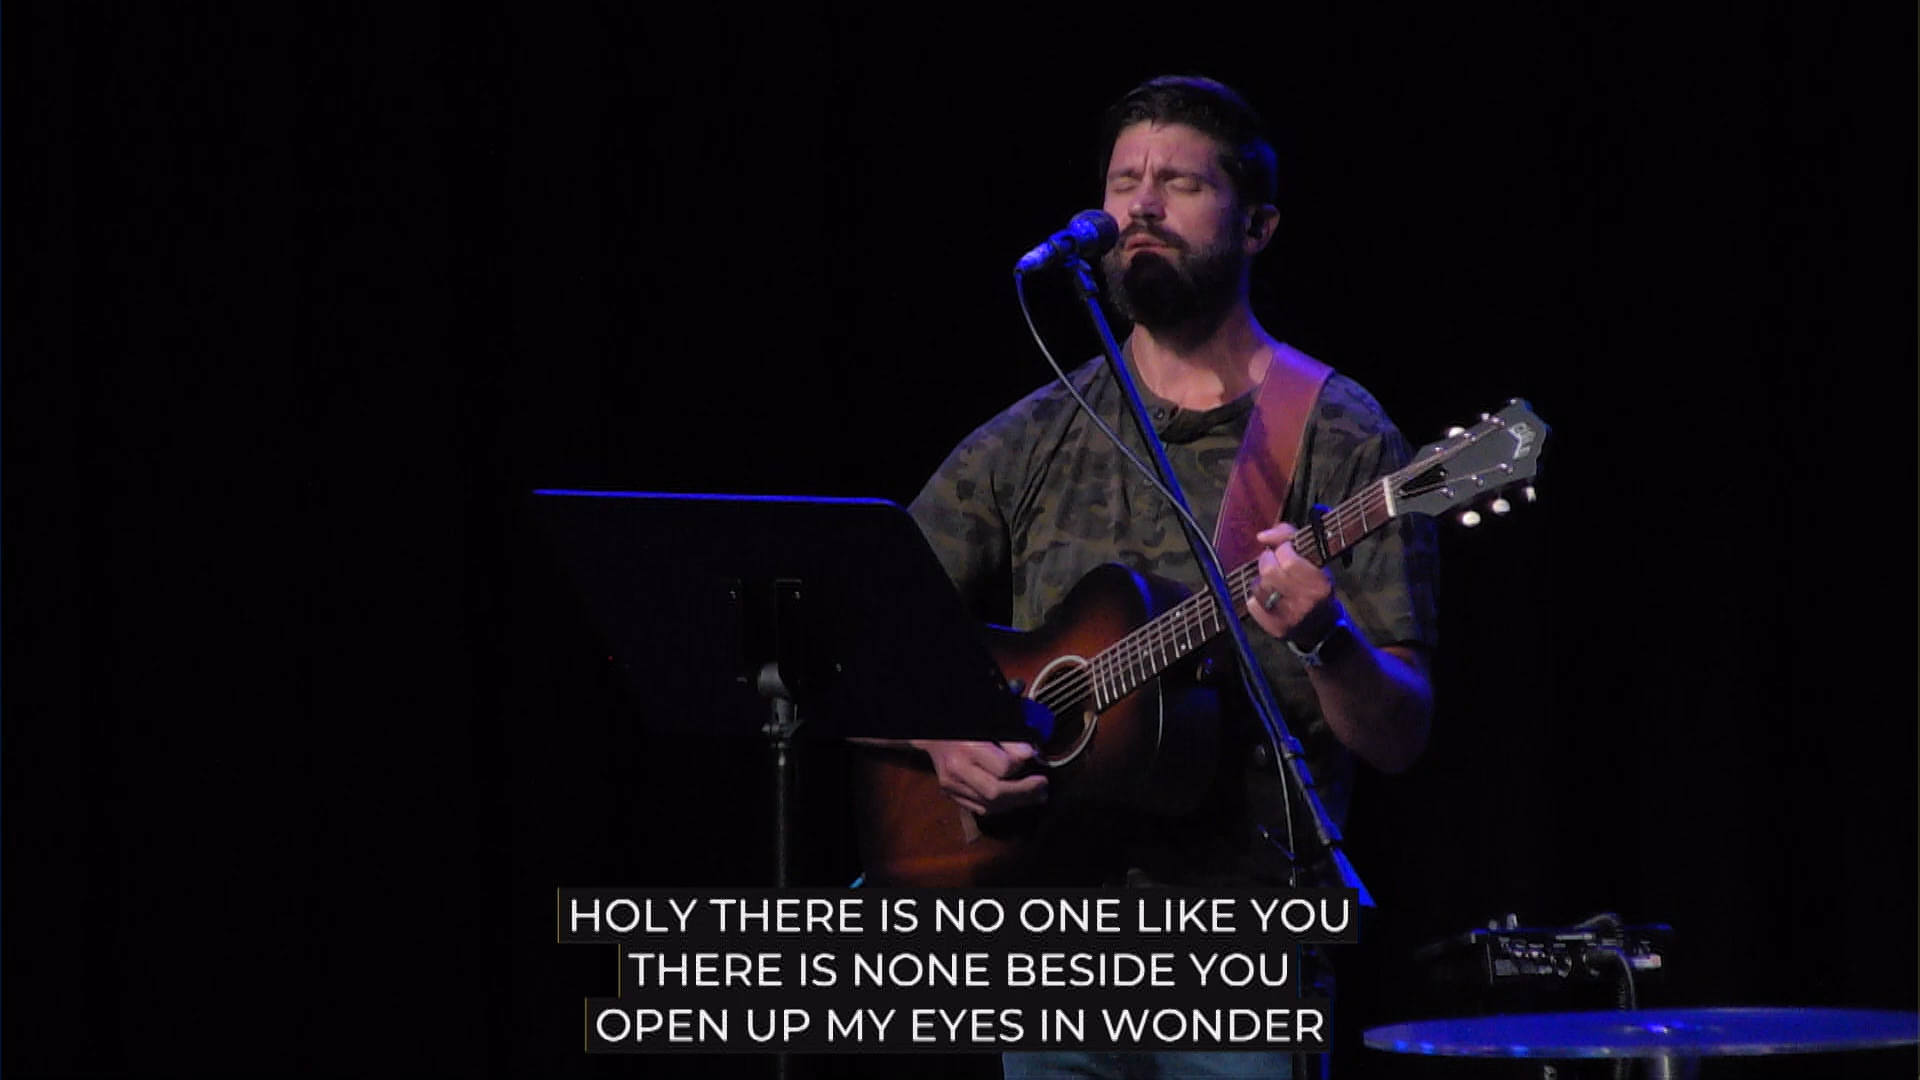 HOLY THERE IS NO ONE LIKE YOU
THERE IS NONE BESIDE YOU
OPEN UP MY EYES IN WONDER